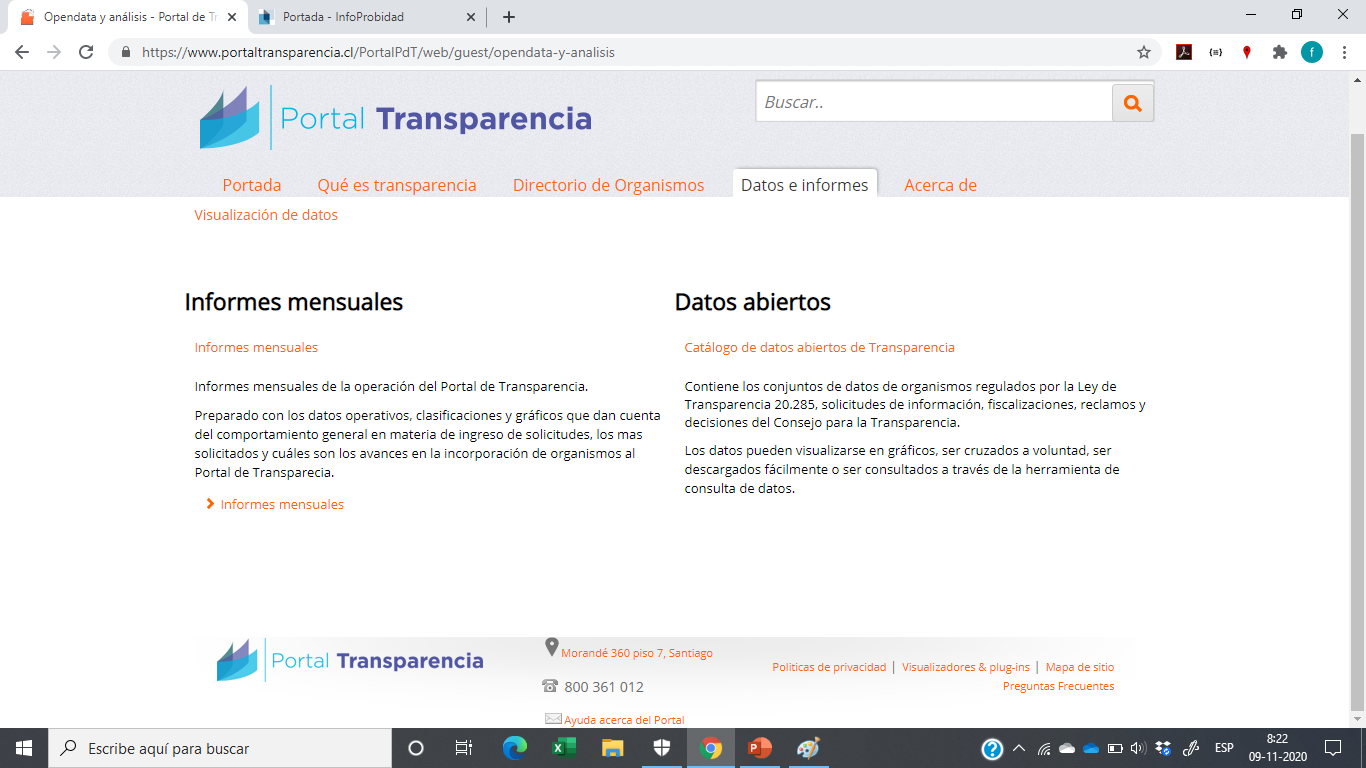 Opendata y análisis - Portal de Tr
Portada - InfoProbidad
https://www.portaltransparencia.cl/PortalPdT/web/guest/opendata-y-analisis
f
Portal Transparencia
Buscar..
Portada
Qué es transparencia
Directorio de Organismos
Datos e informes
Acerca de
Visualización de datos
Informes mensuales
Informes mensuales
Informes mensuales de la operación del Portal de Transparencia.
Preparado con los datos operativos, clasificaciones y gráficos que dan cuenta
del comportamiento general en materia de ingreso de solicitudes, los mas
solicitados y cuáles son los avances en la incorporación de organismos al
Portal de Transparecia.
Informes mensuales
Datos abiertos
Catálogo de datos abiertos de Transparencia
Contiene los conjuntos de datos de organismos regulados por la Ley de
Transparencia 20.285, solicitudes de información, fiscalizaciones, reclamos y
decisiones del Consejo para la Transparencia.
Los datos pueden visualizarse en gráficos, ser cruzados a voluntad, ser
descargados fácilmente o ser consultados a través de la herramienta de
consulta de datos.
Portal Transparencia
Morandé 360 piso 7, Santiago
800 361 012
Ayuda acerca del Portal
Politicas de privacidad | Visualizadores & plug-ins | Mapa de sitio
Preguntas Frecuentes
Escribe aquí para buscar
ESP
8:22
09-11-2020